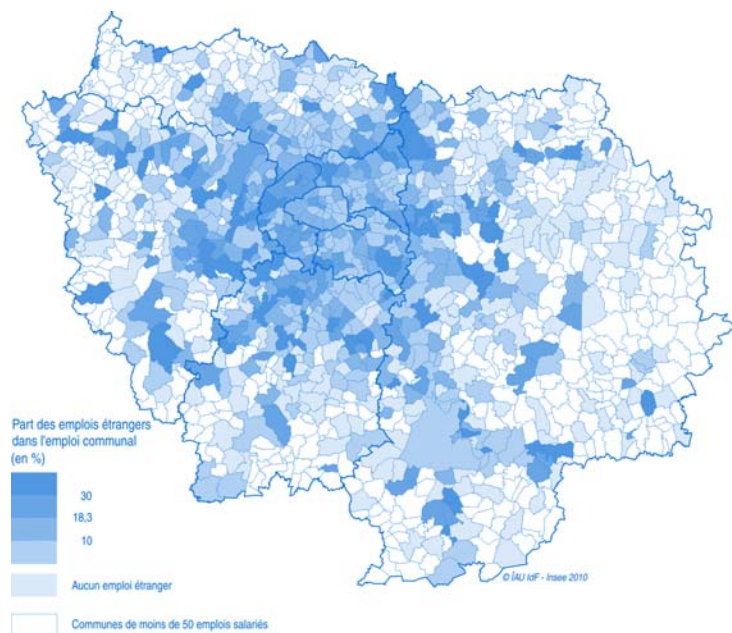 Part des emplois étrangers
dans l'emploi communal
(en %)
30
18,3
10
Aucun emploi étranger
Communes de moins de 50 emplois salariés
© ÎAU IdF - Insee 2010